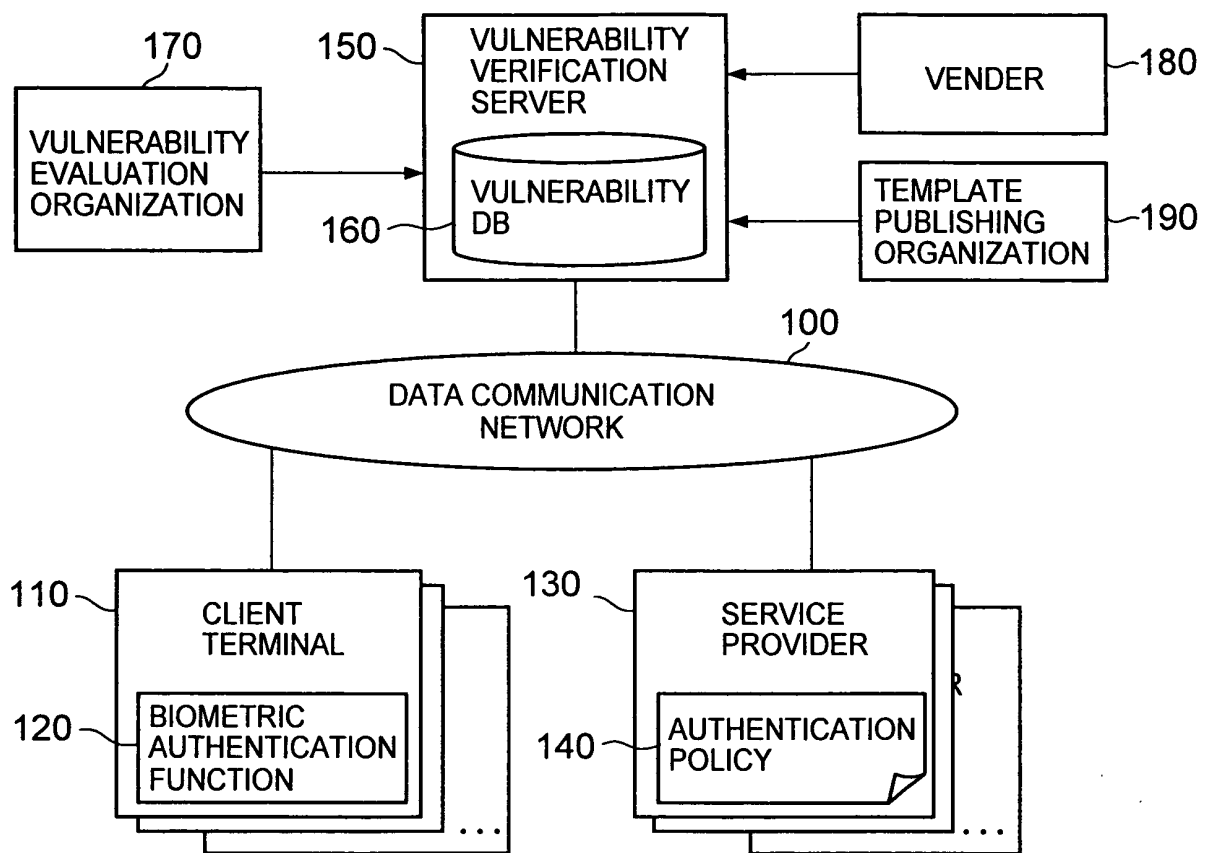 170
VULNERABILITY
EVALUATION
ORGANIZATION
150
VULNERABILITY
VERIFICATION
SERVER
160
VULNERABILITY
DB
VENDER
180
TEMPLATE
PUBLISHING
ORGANIZATION
190
100
DATA COMMUNICATION
NETWORK
110
CLIENT
TERMINAL
120
BIOMETRIC
AUTHENTICATION
FUNCTION
...
130
SERVICE
PROVIDER
R
140
AUTHENTICATION
POLICY
...